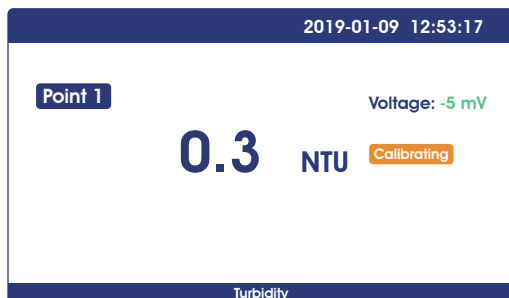 2019-01-09 12:53:17
Point 1
Voltage: -5 mV
0.3 NTU
Calibrating
Turbidity